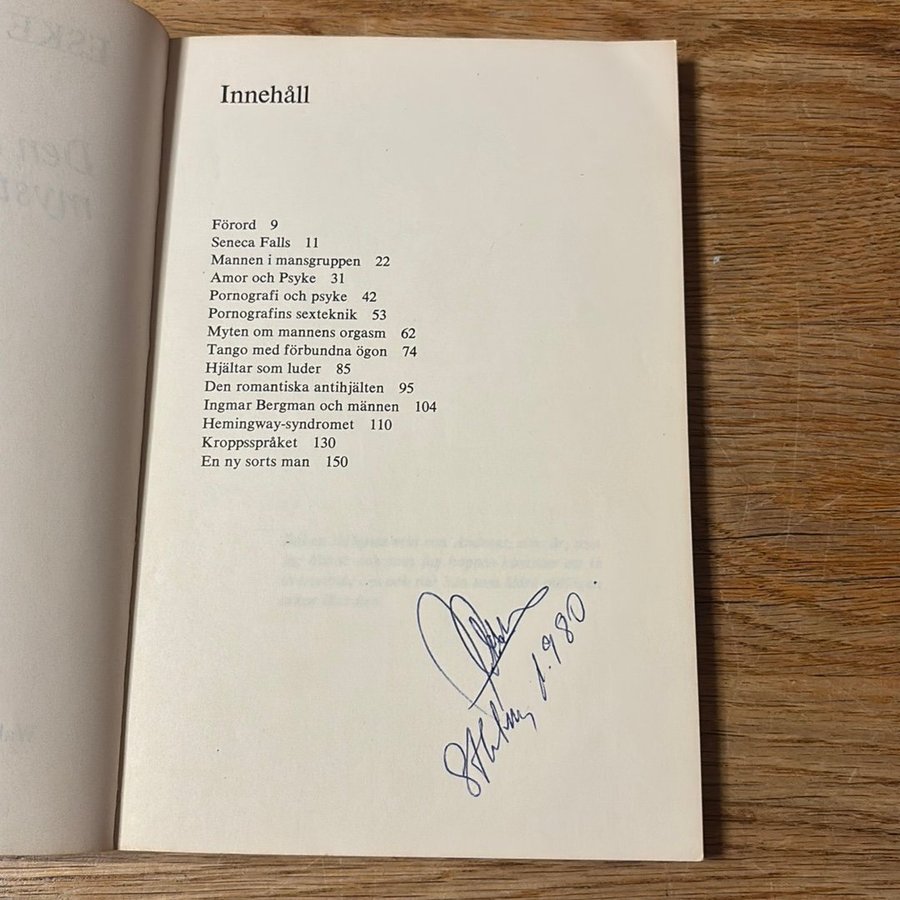 Innehåll
Förord 9
Seneca Falls 11
Mannen i mansgruppen 22
Amor och Psyke 31
Pornografi och psyke 42
Pornografins sexteknik 53
Myten om mannens orgasm 62
Tango med förbundna ögon 74
Hjältar som luder 85
Den romantiska antihjälten 95
Ingmar Bergman och männen 104
Hemingway-syndromet 110
Kroppsspråket 130
En ny sorts man 150
1980.